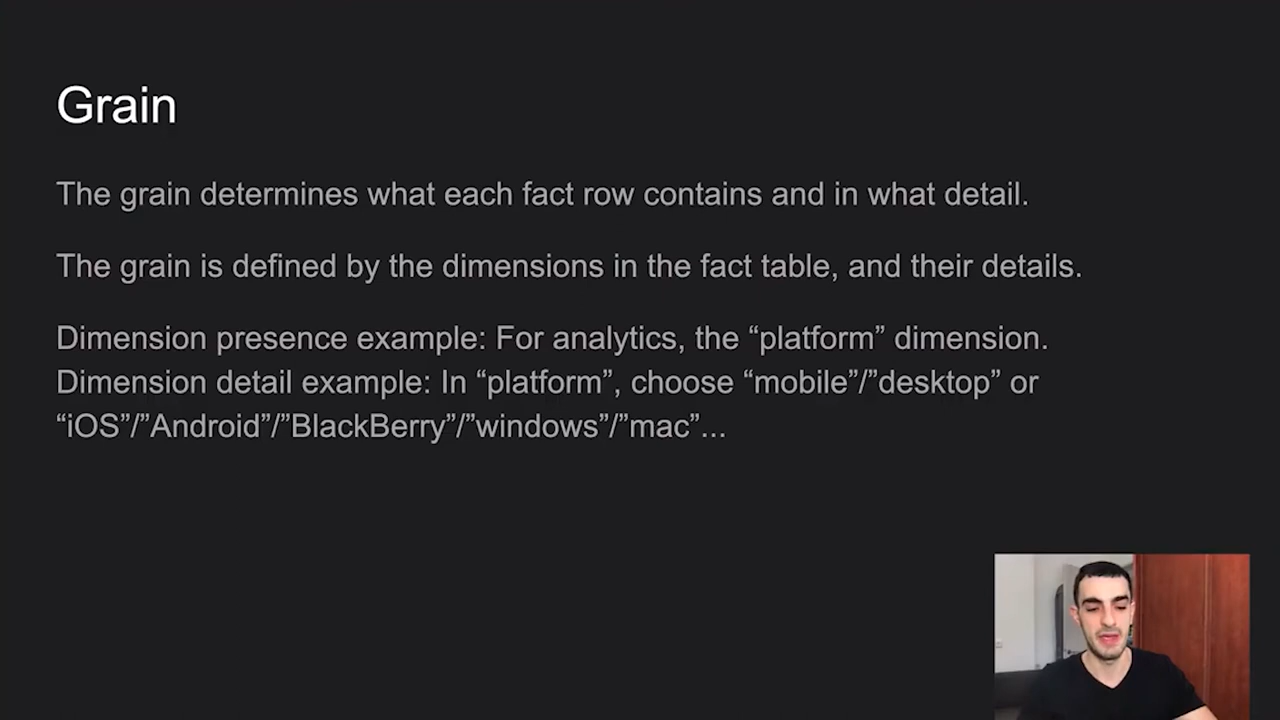 Grain
The grain determines what each fact row contains and in what detail.
The grain is defined by the dimensions in the fact table, and their details.
Dimension presence example: For analytics, the “platform” dimension.
Dimension detail example: In “platform”, choose “mobile”/”desktop” or
“iOS”/”Android”/”BlackBerry”/”windows”/”mac”...